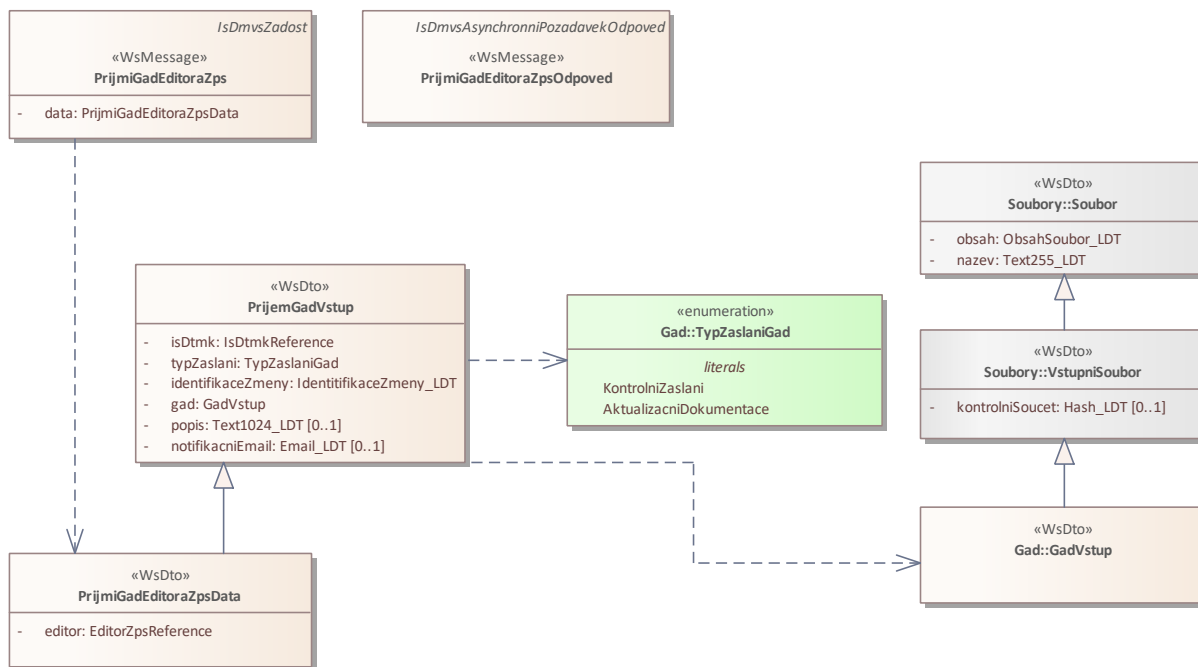 IsDmvsZadost
«WsMessage»
PrijmiGadEditoraZps
- data: PrijmiGadEditoraZpsData
IsDmvsAsynchronniPozadavekOdpoved
«WsMessage»
PrijmiGadEditoraZpsOdpoved
«WsDto»
Soubory::Soubor
- obsah: ObsahSoubor_LDT
- nazev: Text255_LDT
«WsDto»
PrijemGadVstup
- isDtmk: IsDtmkReference
- typZaslani: TypZaslaniGad
- identifikaceZmeny: IdentitifikaceZmeny_LDT
- gad: GadVstup
- popis: Text1024_LDT [0..1]
- notifikacniEmail: Email_LDT [0..1]
«enumeration»
Gad::TypZaslaniGad
literals
KontrolniZaslani
AktualizacniDokumentace
«WsDto»
Soubory::VstupniSoubor
- kontrolniSoucet: Hash_LDT [0..1]
«WsDto»
Gad::GadVstup
«WsDto»
PrijmiGadEditoraZpsData
- editor: EditorZpsReference